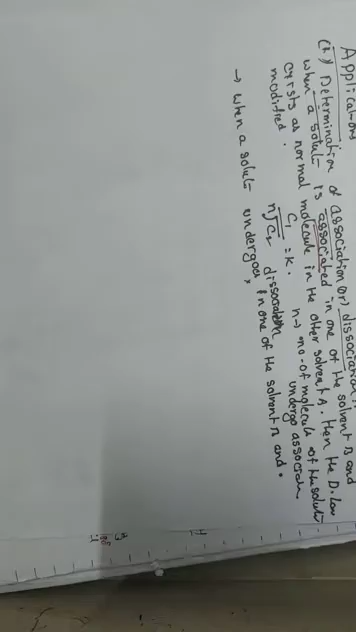 Applications
(1) Determination of association (or) dissociation:
when a solute is associated in one of the solvent B and
exists as normal molecule in the other solvent A. then the D. Law
modified.
C₁ / n√C₂ = K. n → no. of molecule of the solute
undergo association
→ when a solute undergoes dissociation in one of the solvent B and